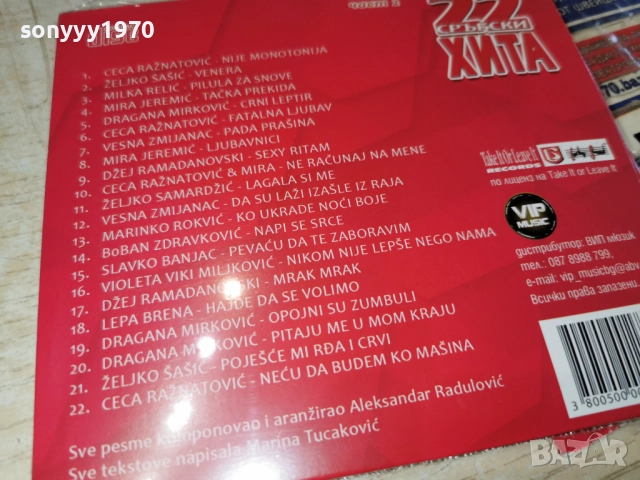 sonyyy1970
част 2
22
СРЪБСКИ
ХИТА
1. CECA RAŽNATOVIĆ - NIJE MONOTONIJA
2. ŽELJKO ŠAŠIĆ - VENERA
3. MILKA RELIĆ - PILULA ZA SNOVE
4. MIRA JEREMIĆ - TAČKA PREKIDA
5. DRAGANA MIRKOVIĆ - CRNI LEPTIR
6. CECA RAŽNATOVIĆ - FATALNA LJUBAV
7. VESNA ZMIJANAC - PADA PRAŠINA
8. MIRA JEREMIĆ - LJUBAVNICI
9. DŽEJ RAMADANOVSKI - SEXY RITAM
10. CECA RAŽNATOVIĆ & MIRA - NE RAČUNAJ NA MENE
11. ŽELJKO SAMARDŽIĆ - LAGALA SI ME
12. VESNA ZMIJANAC - DA SU LAŽI IZAŠLE IZ RAJA
13. MARINKO ROKVIĆ - KO UKRADE NOĆI BOJE
14. BoBAN ZDRAVKOVIĆ - NAPI SE SRCE
15. SLAVKO BANJAC - PEVAĆU DA TE ZABORAVIM
16. VIOLETA VIKI MILJKOVIĆ - NIKOM NIJE LEPŠE NEGO NAMA
17. DŽEJ RAMADANOVSKI - MRAK MRAK
18. LEPA BRENA - HAJDE DA SE VOLIMO
19. DRAGANA MIRKOVIĆ - OPOJNI SU ZUMBULI
20. DRAGANA MIRKOVIĆ - PITAJU ME U MOM KRAJU
21. ŽELJKO ŠAŠIĆ - POJEŠĆE MI RĐA I CRVI
22. CECA RAŽNATOVIĆ - NEĆU DA BUDEM KO MAŠINA
Sve pesme komponovao i aranžirao Aleksandar Radulović
Sve tekstove napisala Marina Tucaković
Take It Or Leave It
RECORDS
по лиценз на Take It or Leave It
VIP
MUSIC
дистрибутор: ВИП мюзик
тел.: 087 8988 799,
e-mail: vip_musicbg@abv
Всички права запазени
3 800500 00
70.ba
BAZAR